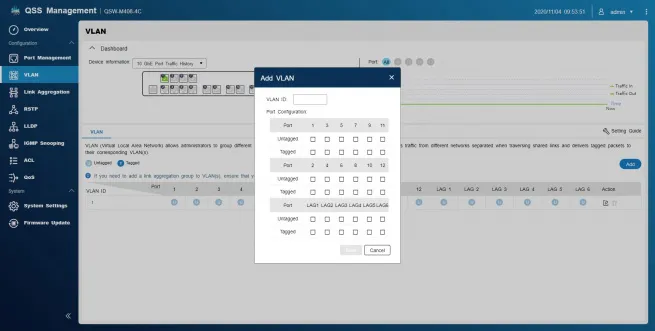 QSS Management | QSW-M408-4C
2020/11/04 09:53:51 admin
Overview
Configuration
Port Management
VLAN
Link Aggregation
RSTP
LLDP
IGMP Snooping
ACL
QoS
System
System Settings
Firmware Update
VLAN
Dashboard
Device Information 10 GbE Port Traffic History
Port All
Traffic In
Traffic Out
Time
Now
VLAN
Setting Guide
VLAN (Virtual Local Area Network) allows administrators to group different
traffic from different networks separated when traversing shared links and delivers tagged packets to
their corresponding VLAN(s).
Untagged Tagged
Add
If you need to add a link aggregation group to VLAN(s), ensure that
VLAN ID Port 1 2 3 4 12 LAG 1 LAG 2 LAG 3 LAG 4 LAG 5 LAG 6 Action
1
Add VLAN
VLAN ID
Port Configuration
Port 1 3 5 7 9 11
Untagged
Tagged
Port 2 4 6 8 10 12
Untagged
Tagged
Port LAG1 LAG2 LAG3 LAG4 LAG5 LAG6
Untagged
Tagged
Cancel